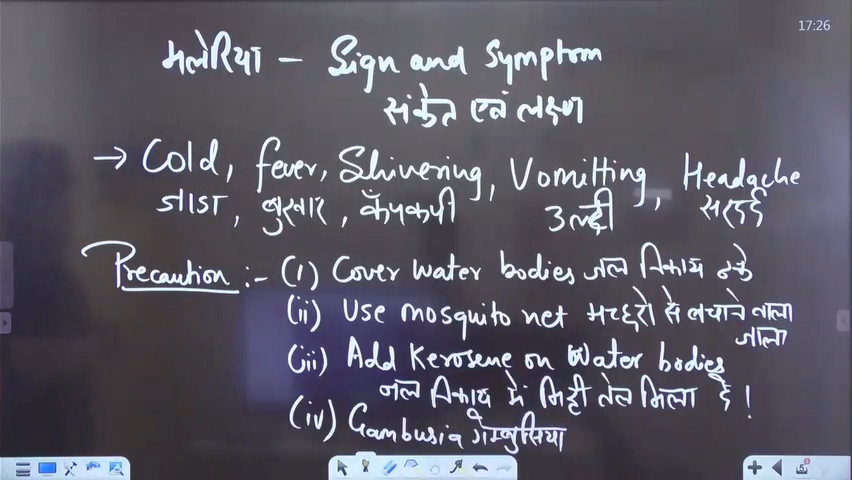 17:26
मलेरिया - Sign and Symptom
संकेत एवं लक्षण
→ Cold, fever, Shivering, Vomitting, Headache
जाडा, बुखार, कँपकपी उल्टी सरदर्द
Precaution :- (i) Cover water bodies जल निकाय ढके
(ii) Use mosquito net मच्छरो से बचाने वाला
जाला
(iii) Add Kerosene on Water bodies
जल निकाय में मिट्टी तेल मिला दे !
(iv) Gambusia गेम्बुसिया